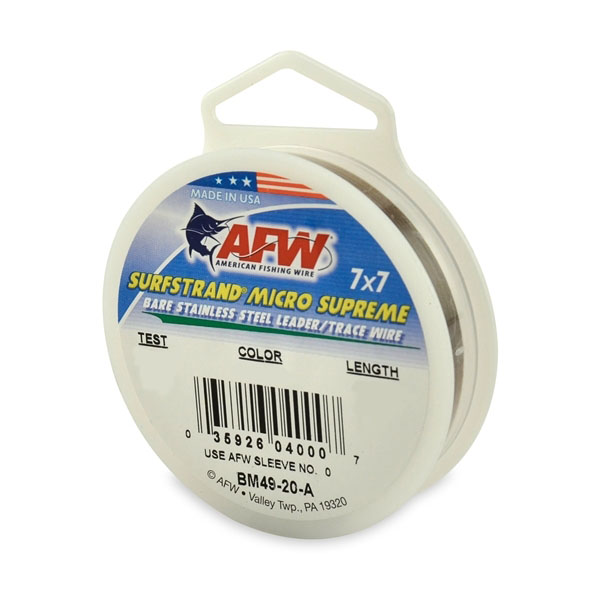 MADE IN USA
AFW
AMERICAN FISHING WIRE
7x7
SURFSTRAND® MICRO SUPREME
BARE STAINLESS STEEL LEADER/TRACE WIRE
TEST COLOR LENGTH
0 35926 04000 7
USE AFW SLEEVE NO. 0
BM49-20-A
© AFW • Valley Twp., PA 19320